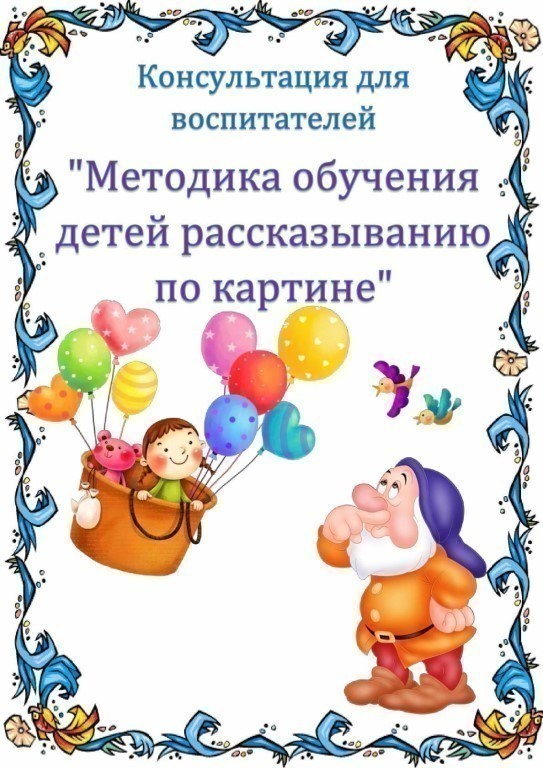 Консультация для
воспитателей
"Методика обучения
детей рассказыванию
по картине"